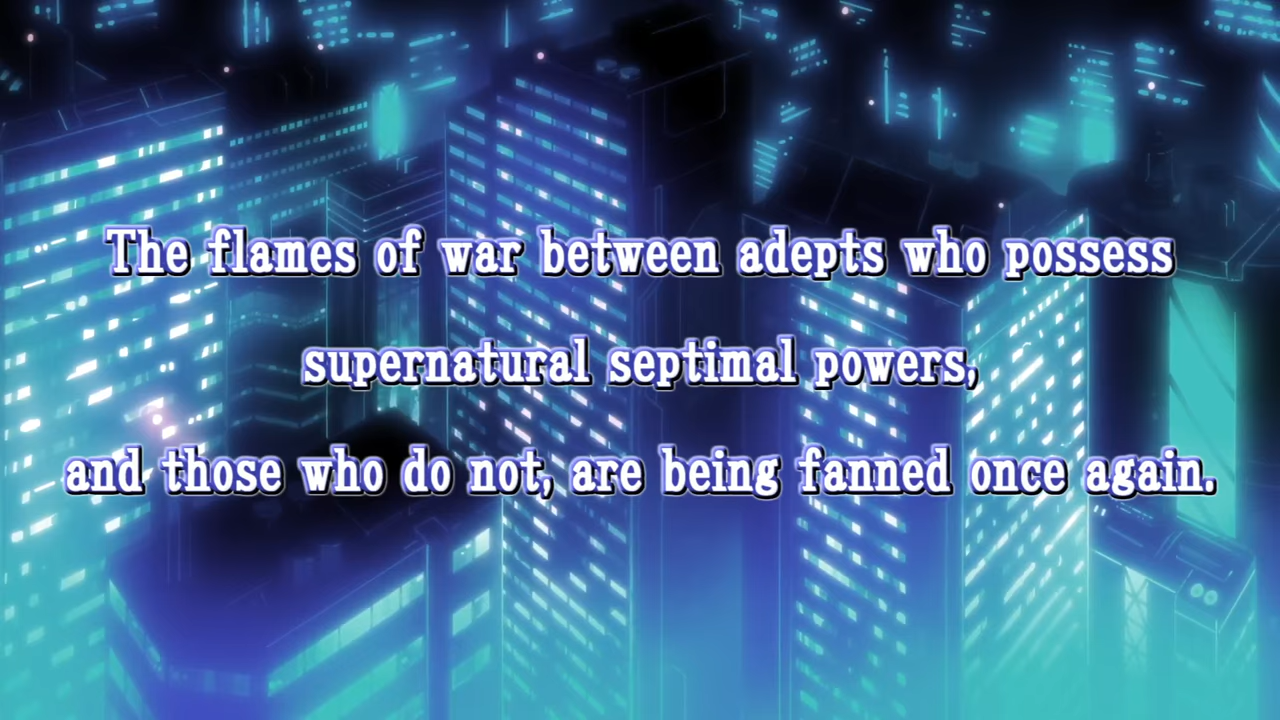 The flames of war between adepts who possess
supernatural septimal powers,
and those who do not, are being fanned once again.